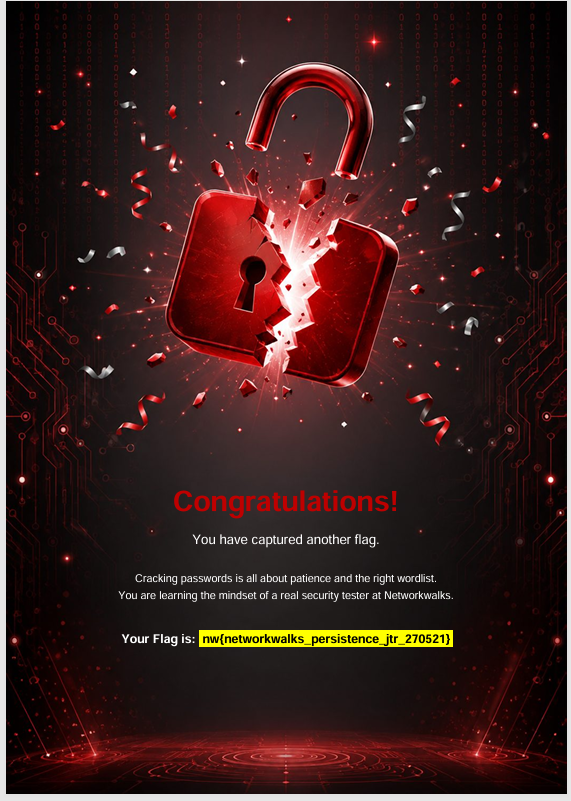 Congratulations!
You have captured another flag.
Cracking passwords is all about patience and the right wordlist.
You are learning the mindset of a real security tester at Networkwalks.
Your Flag is: nw{networkwalks_persistence_jtr_270521}